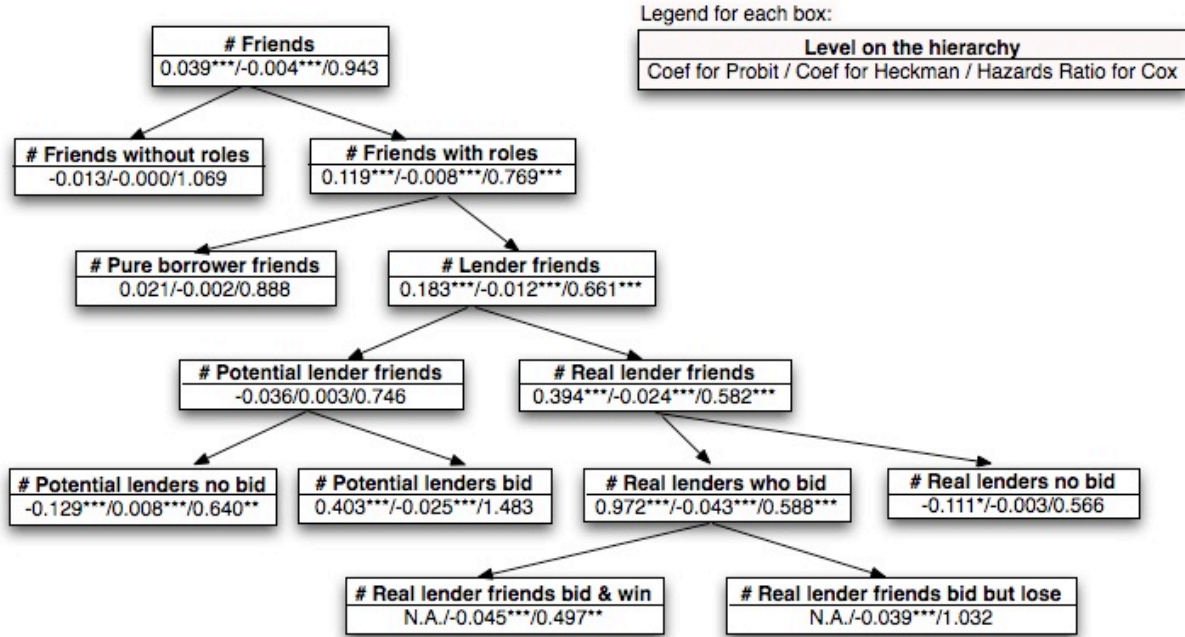 Legend for each box:
Level on the hierarchy
Coef for Probit / Coef for Heckman / Hazards Ratio for Cox
# Friends
0.039***/-0.004***/0.943
# Friends without roles
-0.013/-0.000/1.069
# Friends with roles
0.119***/-0.008***/0.769***
# Pure borrower friends
0.021/-0.002/0.888
# Lender friends
0.183***/-0.012***/0.661***
# Potential lender friends
-0.036/0.003/0.746
# Real lender friends
0.394***/-0.024***/0.582***
# Potential lenders no bid
-0.129***/0.008***/0.640**
# Potential lenders bid
0.403***/-0.025***/1.483
# Real lenders who bid
0.972***/-0.043***/0.588***
# Real lenders no bid
-0.111*/-0.003/0.566
# Real lender friends bid & win
N.A./-0.045***/0.497**
# Real lender friends bid but lose
N.A./-0.039***/1.032